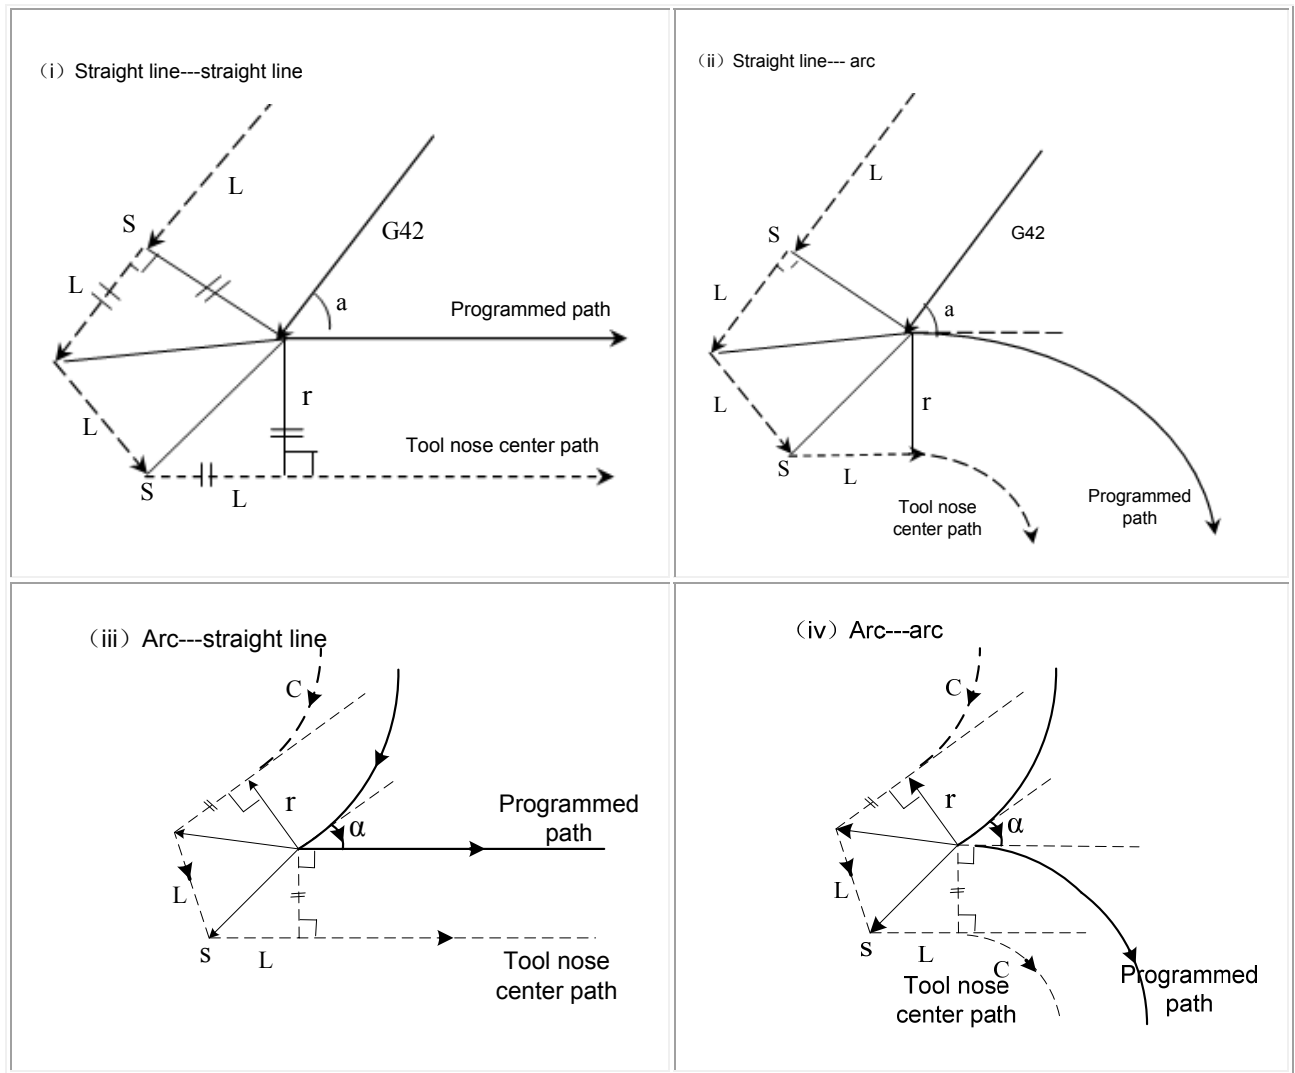 （i）Straight line---straight line
L
S
G42
L
a
Programmed path
r
L
Tool nose center path
S
L
（ii）Straight line--- arc
L
S
G42
L
a
L
r
S
L
Tool nose
center path
Programmed
path
（iii）Arc---straight line
C
r
α
Programmed
path
L
s
L
Tool nose
center path
（iv）Arc---arc
C
r
α
L
s
L
C
Tool nose
center path
Programmed
path